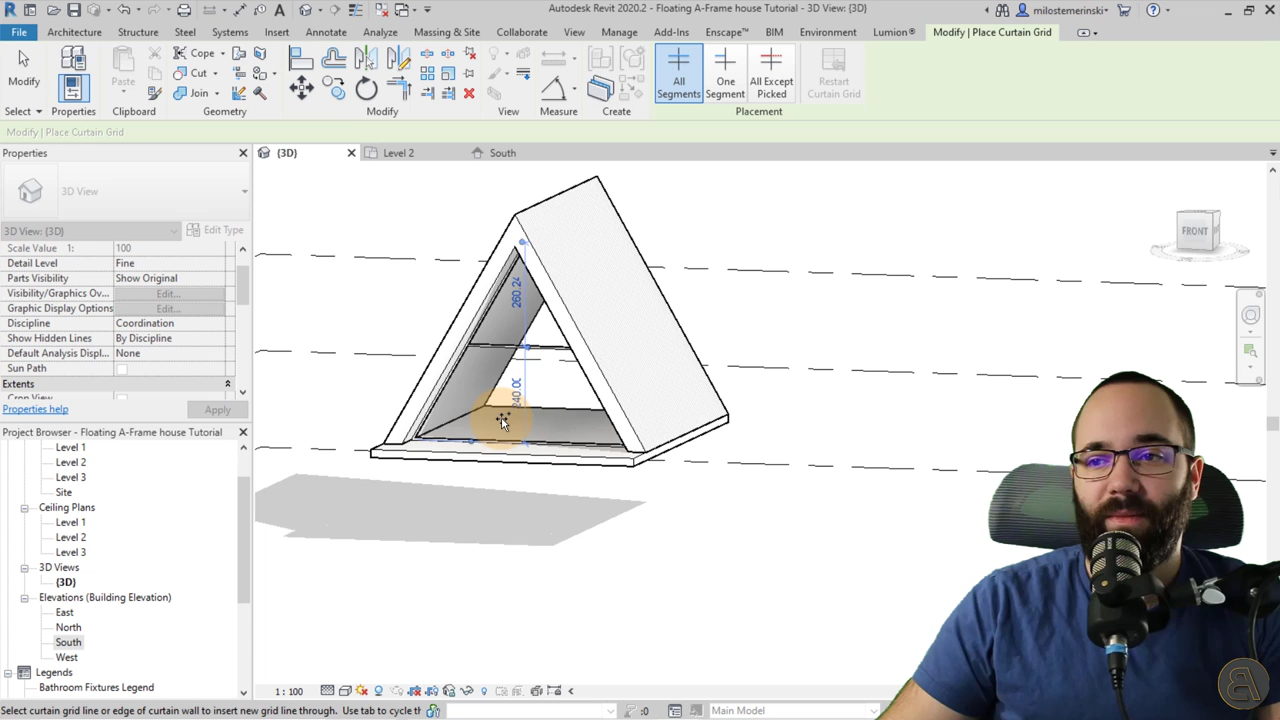 Autodesk Revit 2020.2 - Floating A-Frame house Tutorial - 3D View: {3D}
milostemerinski
File Architecture Structure Steel Systems Insert Annotate Analyze Massing & Site Collaborate View Manage Add-Ins Enscape™ BIM Environment Lumion® Modify | Place Curtain Grid
Modify Paste Cope Cut Join All Segments One Segment All Except Picked Restart Curtain Grid
Select Properties Clipboard Geometry Modify View Measure Create Placement
Modify | Place Curtain Grid
Properties
{3D} Level 2 South
3D View
3D View: {3D} Edit Type
Scale Value 1: 100
Detail Level Fine
Parts Visibility Show Original
Visibility/Graphics Ov... Edit...
Graphic Display Options Edit...
Discipline Coordination
Show Hidden Lines By Discipline
Default Analysis Displ... None
Sun Path
Extents
Properties help Apply
Project Browser - Floating A-Frame house Tutorial
Level 1
Level 2
Level 3
Site
Ceiling Plans
Level 1
Level 2
Level 3
3D Views
{3D}
Elevations (Building Elevation)
East
North
South
West
Legends
Bathroom Fixtures Legend
260.24
FRONT
1 : 100
Select curtain grid line or edge of curtain wall to insert new grid line through. Use tab to cycle th
:0 Main Model